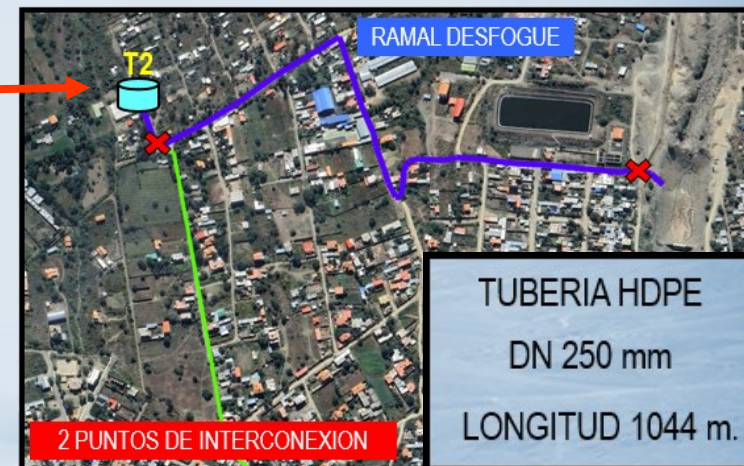 RAMAL DESFOGUE
T2
TUBERIA HDPE
DN 250 mm
LONGITUD 1044 m.
2 PUNTOS DE INTERCONEXION